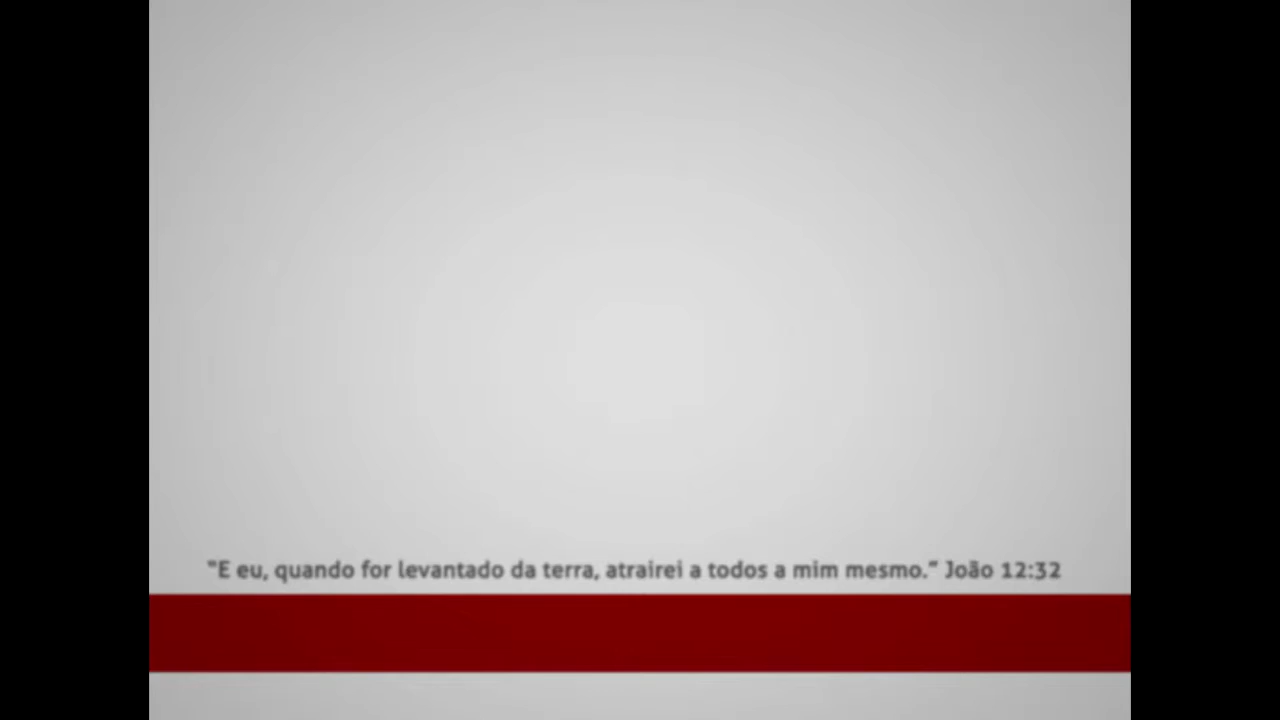 "E eu, quando for levantado da terra, atrairei a todos a mim mesmo." João 12:32